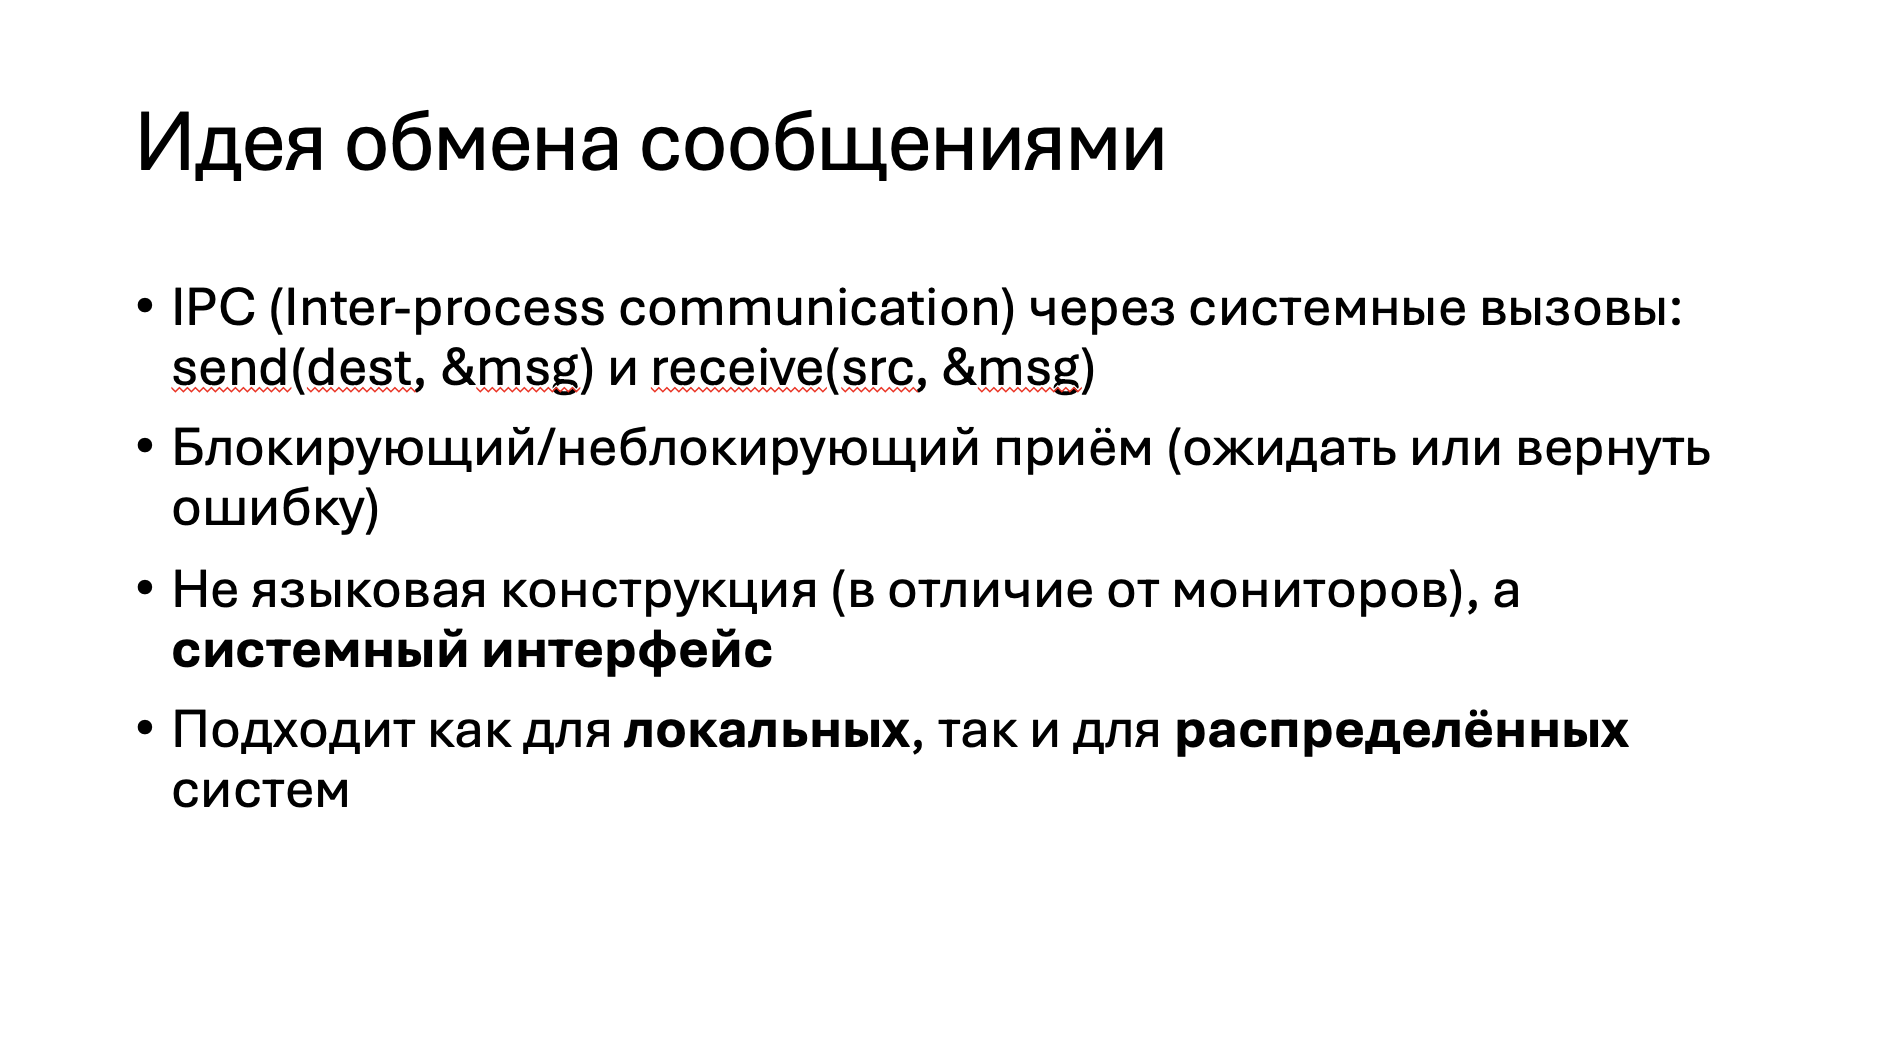 Идея обмена сообщениями
• IPC (Inter-process communication) через системные вызовы:
send(dest, &msg) и receive(src, &msg)
• Блокирующий/неблокирующий приём (ожидать или вернуть
ошибку)
• Не языковая конструкция (в отличие от мониторов), а
системный интерфейс
• Подходит как для локальных, так и для распределённых
систем